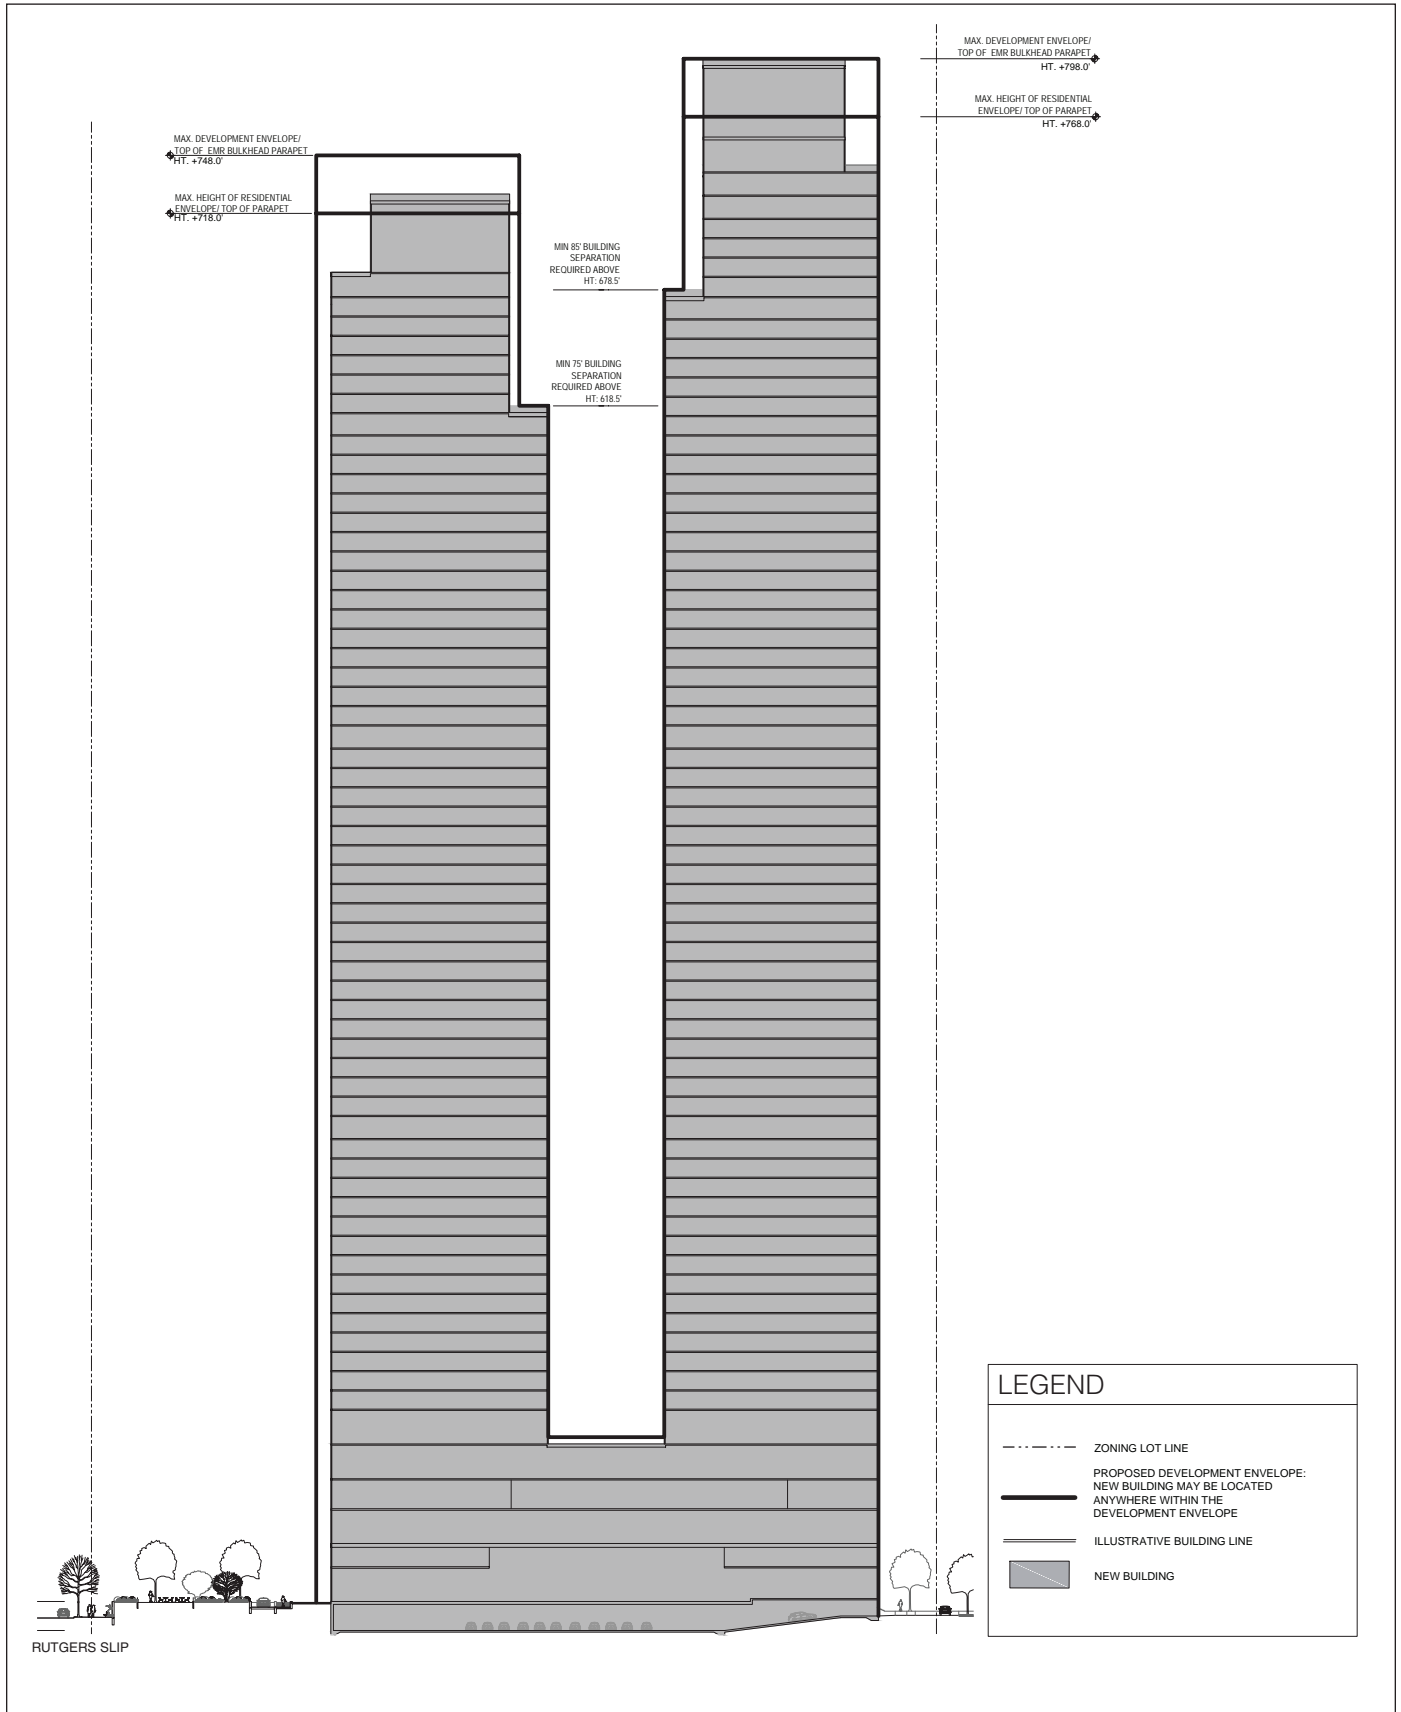 MAX. DEVELOPMENT ENVELOPE/
TOP OF EMR BULKHEAD PARAPET
HT. +798.0'
MAX. HEIGHT OF RESIDENTIAL
ENVELOPE/ TOP OF PARAPET
HT. +768.0'
MAX. DEVELOPMENT ENVELOPE/
TOP OF EMR BULKHEAD PARAPET
HT. +748.0'
MAX. HEIGHT OF RESIDENTIAL
ENVELOPE/ TOP OF PARAPET
HT. +718.0'
MIN 85' BUILDING
SEPARATION
REQUIRED ABOVE
HT: 678.5'
MIN 75' BUILDING
SEPARATION
REQUIRED ABOVE
HT: 618.5'
LEGEND
ZONING LOT LINE
PROPOSED DEVELOPMENT ENVELOPE:
NEW BUILDING MAY BE LOCATED
ANYWHERE WITHIN THE
DEVELOPMENT ENVELOPE
ILLUSTRATIVE BUILDING LINE
NEW BUILDING
RUTGERS SLIP